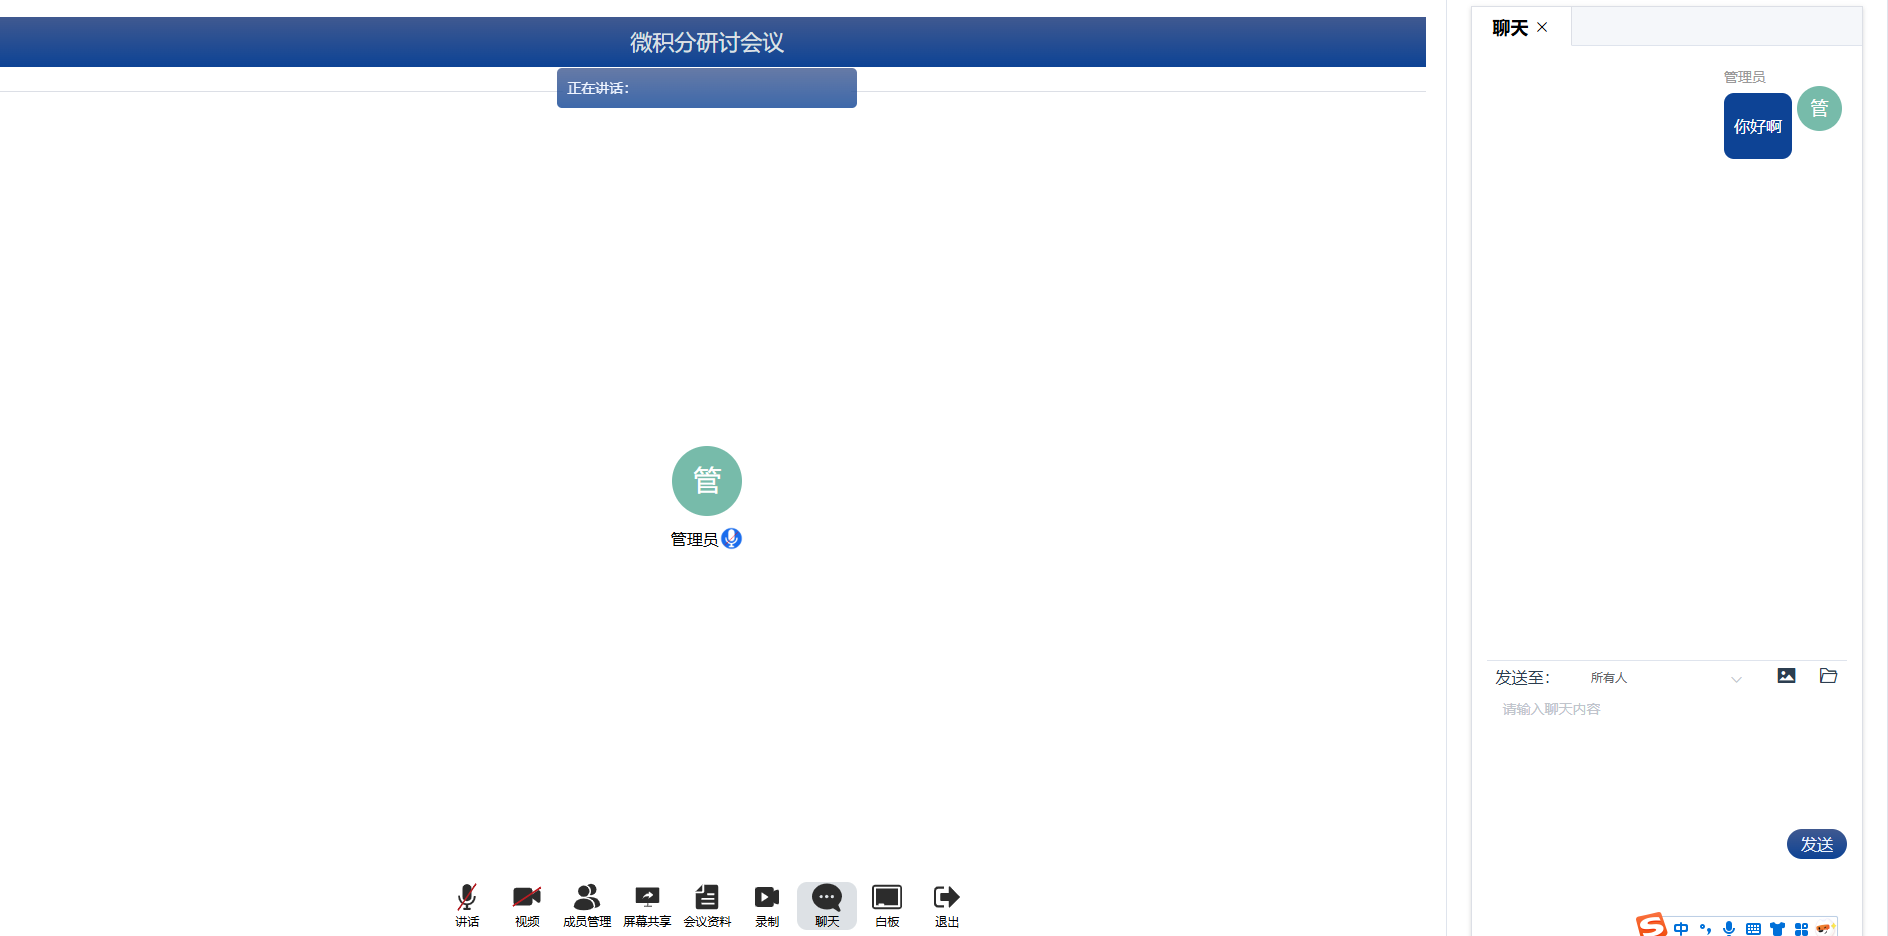 微积分研讨会议
正在讲话：
管
管理员
讲话
视频
成员管理
屏幕共享
会议资料
录制
聊天
白板
退出
聊天
管理员
你好啊
管
发送至：
所有人
请输入聊天内容
发送
中